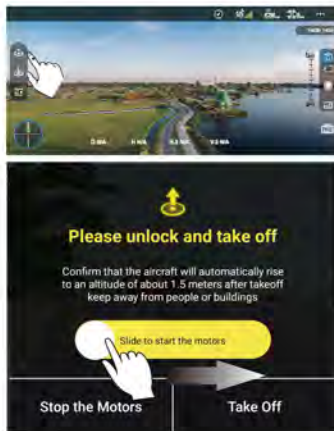 Please unlock and take off
Confirm that the aircraft will automatically rise
to an altitude of about 1.5 meters after takeoff
keep away from people or buildings
Slide to start the motors
Stop the Motors
Take Off